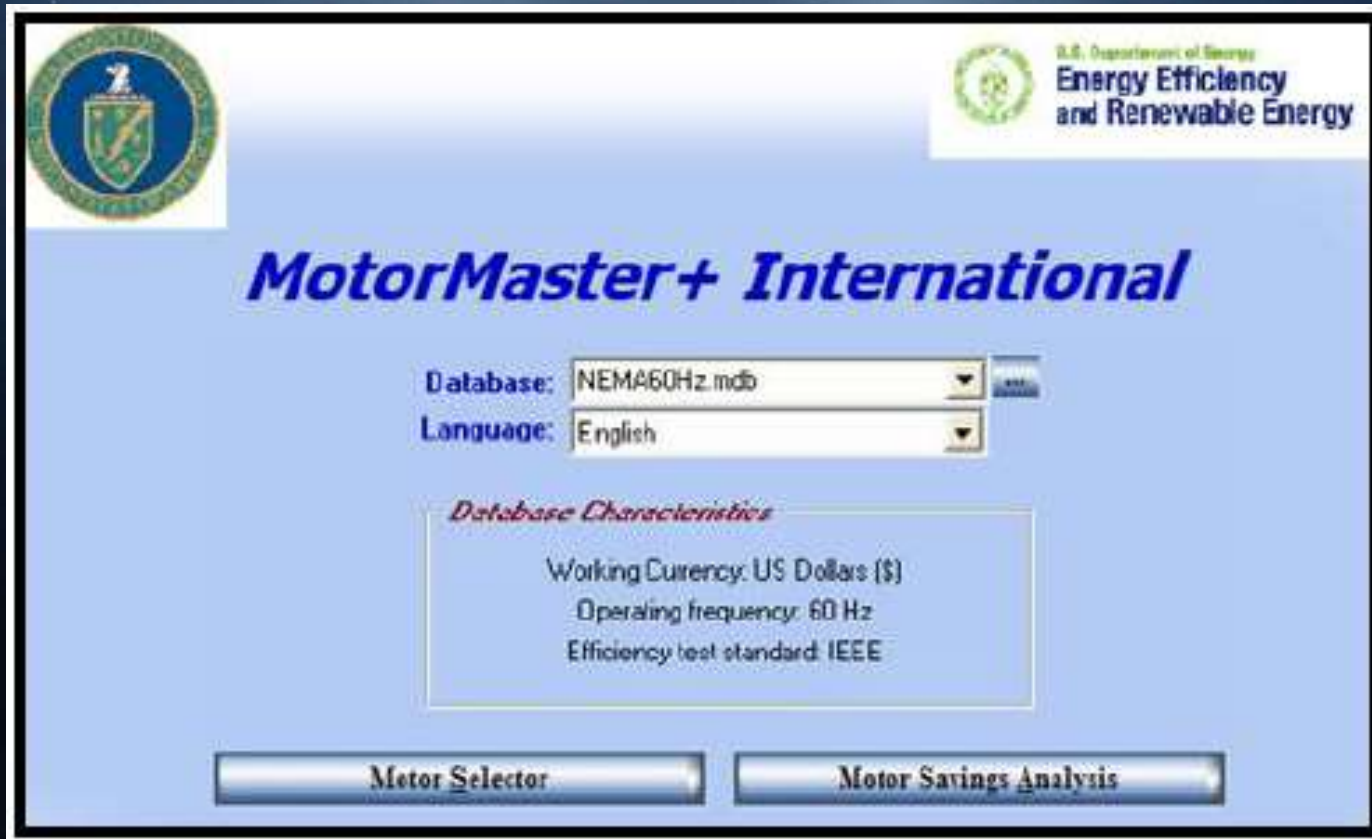 U.S. Department of Energy
Energy Efficiency
and Renewable Energy
MotorMaster+ International
Database: NEMA60Hz.mdb
...
Language: English
Database Characteristics
Working Currency: US Dollars ($)
Operating frequency: 60 Hz
Efficiency test standard: IEEE
Motor Selector
Motor Savings Analysis